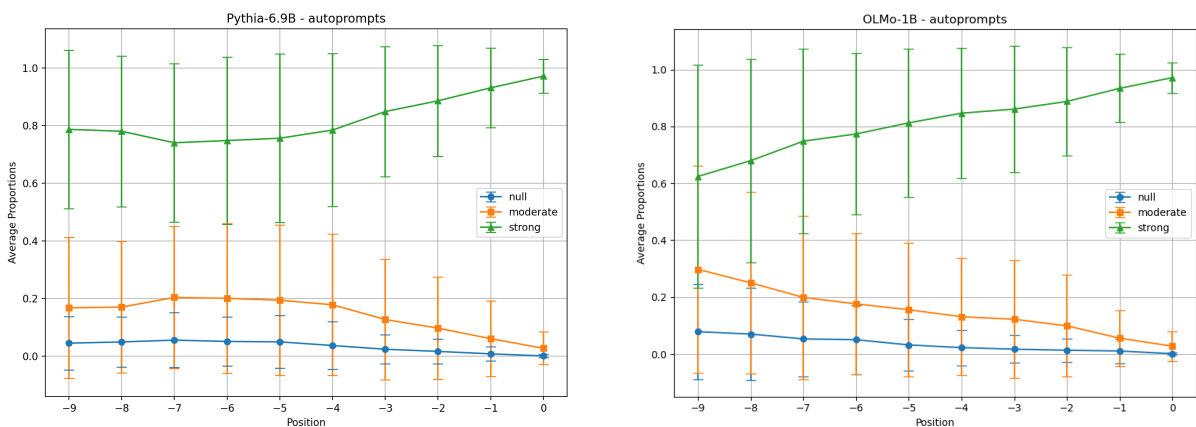 Pythia-6.9B - autoprompts
Average Proportions
1.0
0.8
0.6
0.4
0.2
0.0
null
moderate
strong
−9 −8 −7 −6 −5 −4 −3 −2 −1 0
Position
OLMo-1B - autoprompts
Average Proportions
1.0
0.8
0.6
0.4
0.2
0.0
null
moderate
strong
−9 −8 −7 −6 −5 −4 −3 −2 −1 0
Position